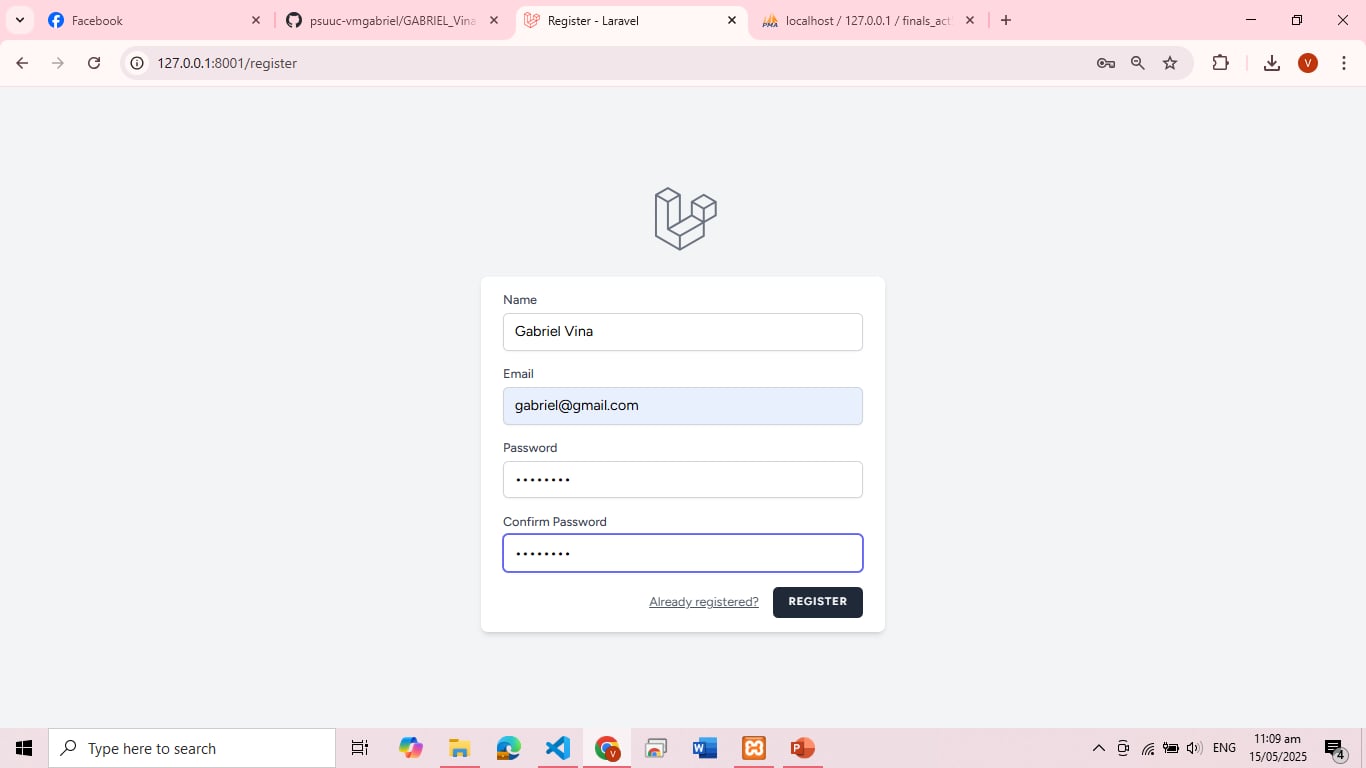 Facebook
psuuc-vmgabriel/GABRIEL_Vina
Register - Laravel
PMA
localhost / 127.0.0.1 / finals_act
127.0.0.1:8001/register
V
Name
Gabriel Vina
Email
gabriel@gmail.com
Password
••••••••
Confirm Password
••••••••
Already registered?
REGISTER
Type here to search
V
W
P
ENG
11:09 am
15/05/2025
4